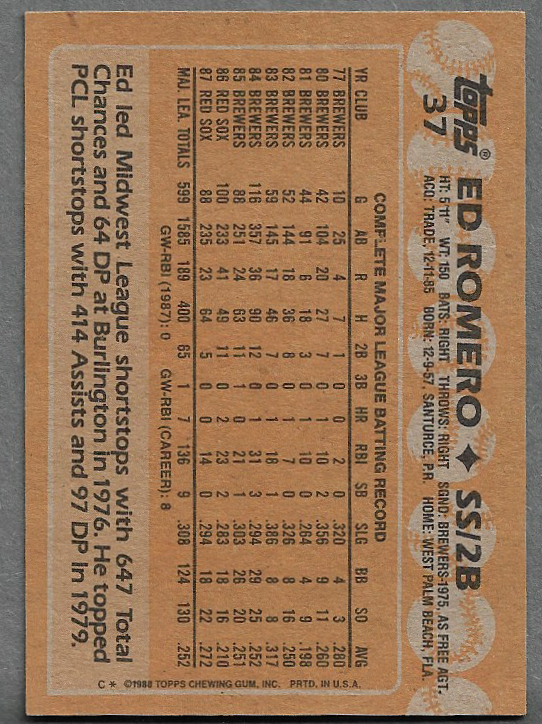 topps®
37
ED ROMERO ✦ SS/2B
HT: 5'11" WT: 150 BATS: RIGHT THROWS: RIGHT SGND: BREWERS-1975, AS FREE AGT.
ACQ: TRADE, 12-11-85 BORN: 12-9-57, SANTURCE, P.R. HOME: WEST PALM BEACH, FLA.
COMPLETE MAJOR LEAGUE BATTING RECORD
YR CLUB G AB R H 2B 3B HR RBI SB SLG BB SO AVG
77 BREWERS 10 25 4 7 1 0 0 2 0 .320 4 3 .280
80 BREWERS 42 104 20 27 7 0 1 10 2 .356 9 11 .260
81 BREWERS 44 91 6 18 3 0 1 10 0 .264 4 9 .198
82 BREWERS 52 144 18 36 8 0 1 7 0 .326 8 16 .250
83 BREWERS 59 145 17 46 7 0 1 18 1 .386 8 8 .317
84 BREWERS 116 357 36 90 12 0 1 31 3 .294 29 25 .252
85 BREWERS 88 251 24 63 11 1 0 21 1 .303 26 20 .251
86 RED SOX 100 233 41 49 11 0 2 23 2 .283 18 16 .210
87 RED SOX 88 235 23 64 5 0 0 14 0 .294 18 22 .272
MAJ. LEA. TOTALS 599 1585 189 400 65 1 7 136 9 .308 124 130 .252
GW-RBI (1987): 0 GW-RBI (CAREER): 8
Ed led Midwest League shortstops with 647 Total
Chances and 64 DP at Burlington in 1976. He topped
PCL shortstops with 414 Assists and 97 DP in 1979.
C* ©1988 TOPPS CHEWING GUM, INC. PRTD. IN U.S.A.